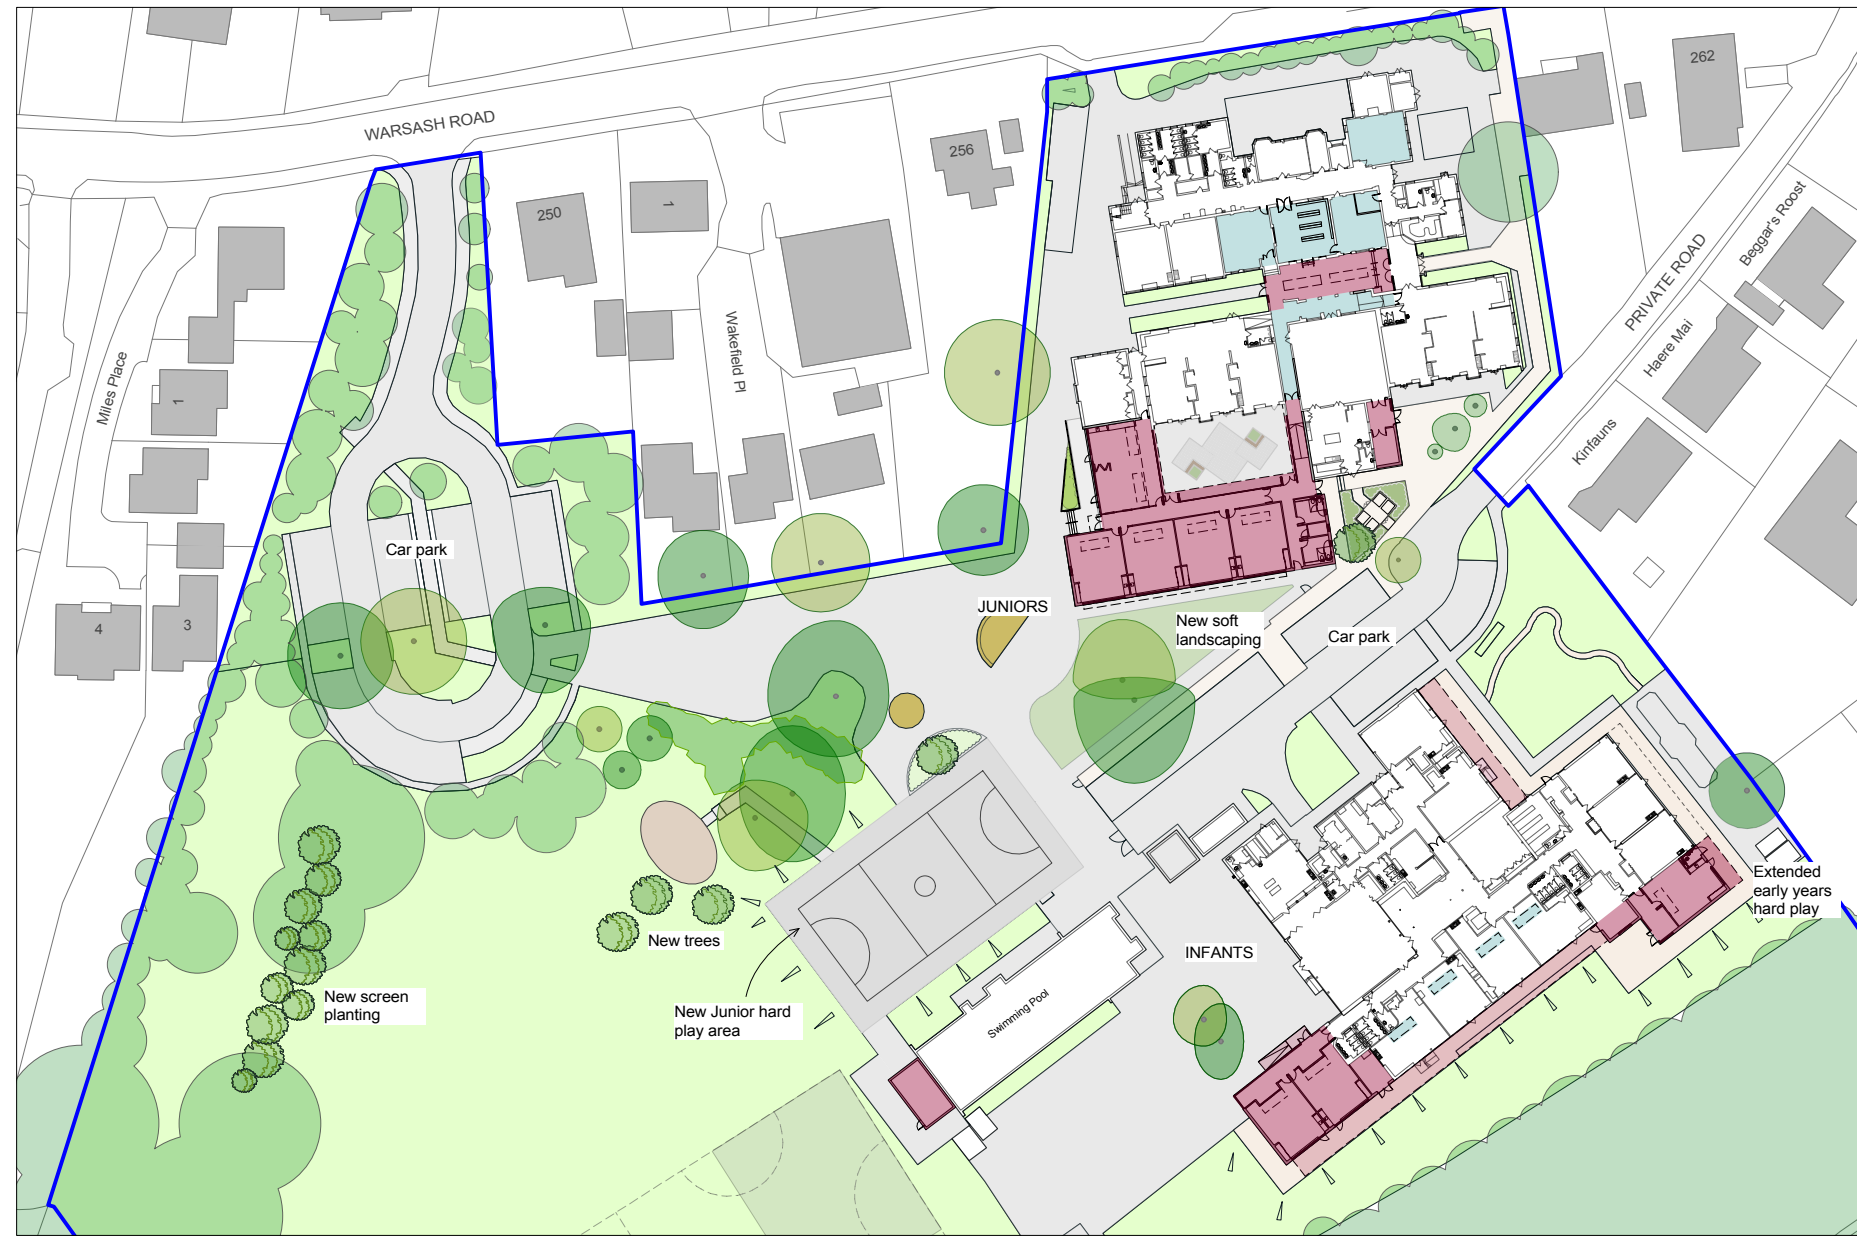 262
WARSASH ROAD
256
250
1
Beggar's Roost
PRIVATE ROAD
Haere Mai
Wakefield Pl
Miles Place
1
Kinfauns
Car park
JUNIORS
New soft
landscaping
Car park
4
3
Extended
early years
hard play
New trees
INFANTS
New screen
planting
New Junior hard
play area
Swimming Pool